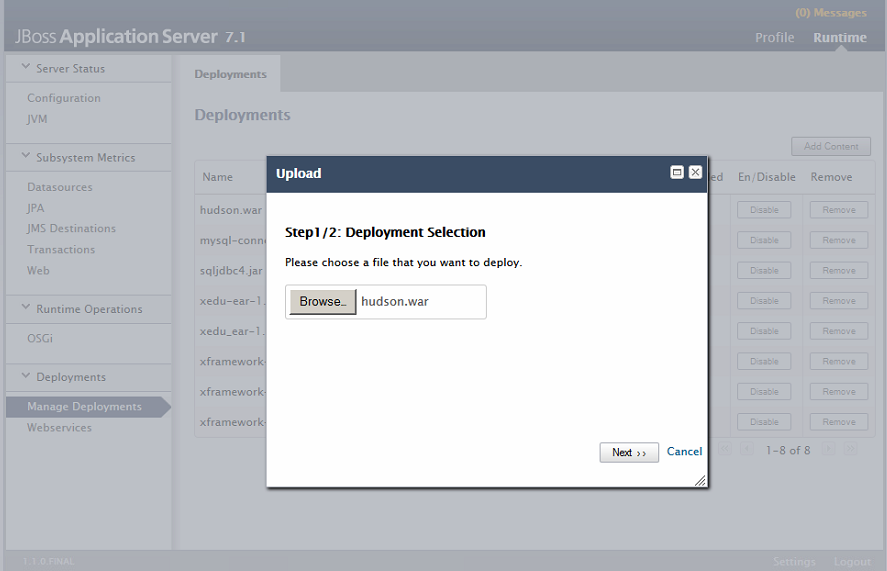 (0) Messages
JBoss Application Server 7.1
Profile Runtime
Server Status
Configuration
JVM
Subsystem Metrics
Datasources
JPA
JMS Destinations
Transactions
Web
Runtime Operations
OSGi
Deployments
Manage Deployments
Webservices
Deployments
Deployments
Add Content
Name ed En/Disable Remove
hudson.war Disable Remove
mysql-conn Disable Remove
sqljdbc4.jar Disable Remove
xedu-ear-1. Disable Remove
xedu_ear-1. Disable Remove
xframework- Disable Remove
xframework- Disable Remove
xframework- Disable Remove
1-8 of 8
Upload
Step1/2: Deployment Selection
Please choose a file that you want to deploy.
Browse... hudson.war
Next ›› Cancel
1.1.0.FINAL
Settings Logout